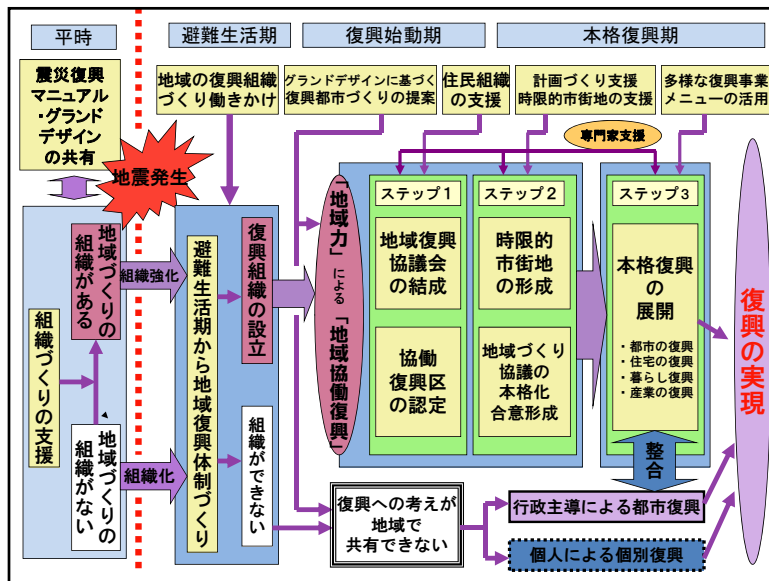 平時
避難生活期
復興始動期
本格復興期
震災復興
マニュアル
・グランド
デザイン
の共有
地域の復興組織
づくり働きかけ
グランドデザインに基づく
復興都市づくりの提案
住民組織
の支援
計画づくり支援
時限的市街地の支援
多様な復興事業
メニューの活用
専門家支援
地震発生
地域づくりの
組織がある
組織づくりの支援
地域づくりの
組織がない
組織強化
組織化
避難生活期から地域復興体制づくり
復興組織の設立
組織ができない
「地域力」による「地域協働復興」
ステップ1
地域復興
協議会
の結成
協働
復興区
の認定
ステップ2
時限的
市街地
の形成
地域づくり
協議の
本格化
合意形成
ステップ3
本格復興
の
展開
・都市の復興
・住宅の復興
・暮らし復興
・産業の復興
整合
復興への考えが
地域で
共有できない
行政主導による都市復興
個人による個別復興
復興の実現